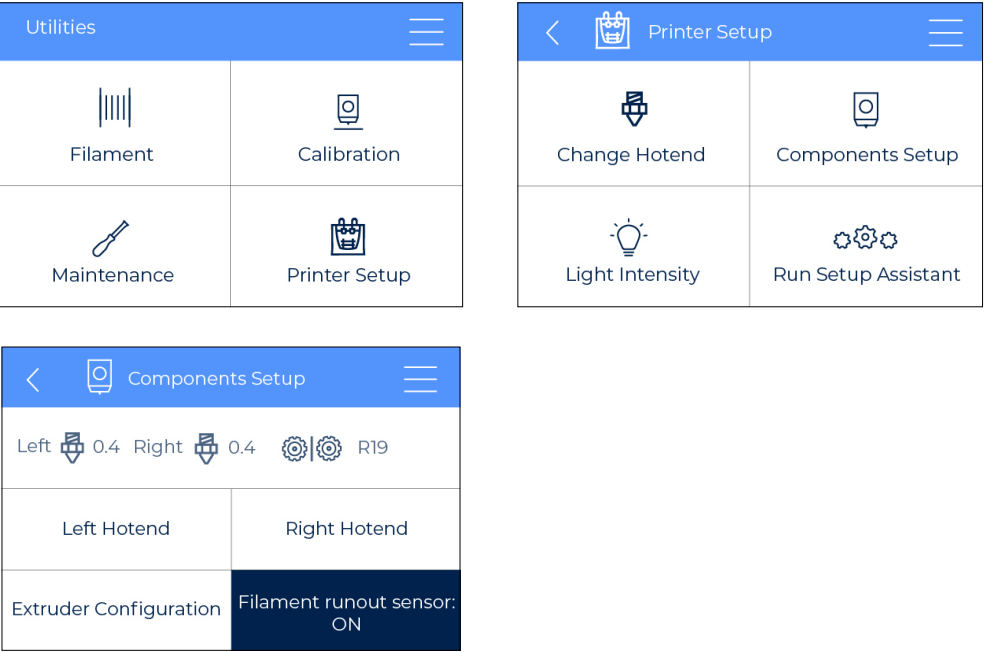 Utilities
Filament
Calibration
Maintenance
Printer Setup
Printer Setup
Change Hotend
Components Setup
Light Intensity
Run Setup Assistant
Components Setup
Left 0.4 Right 0.4 R19
Left Hotend
Right Hotend
Extruder Configuration
Filament runout sensor:
ON